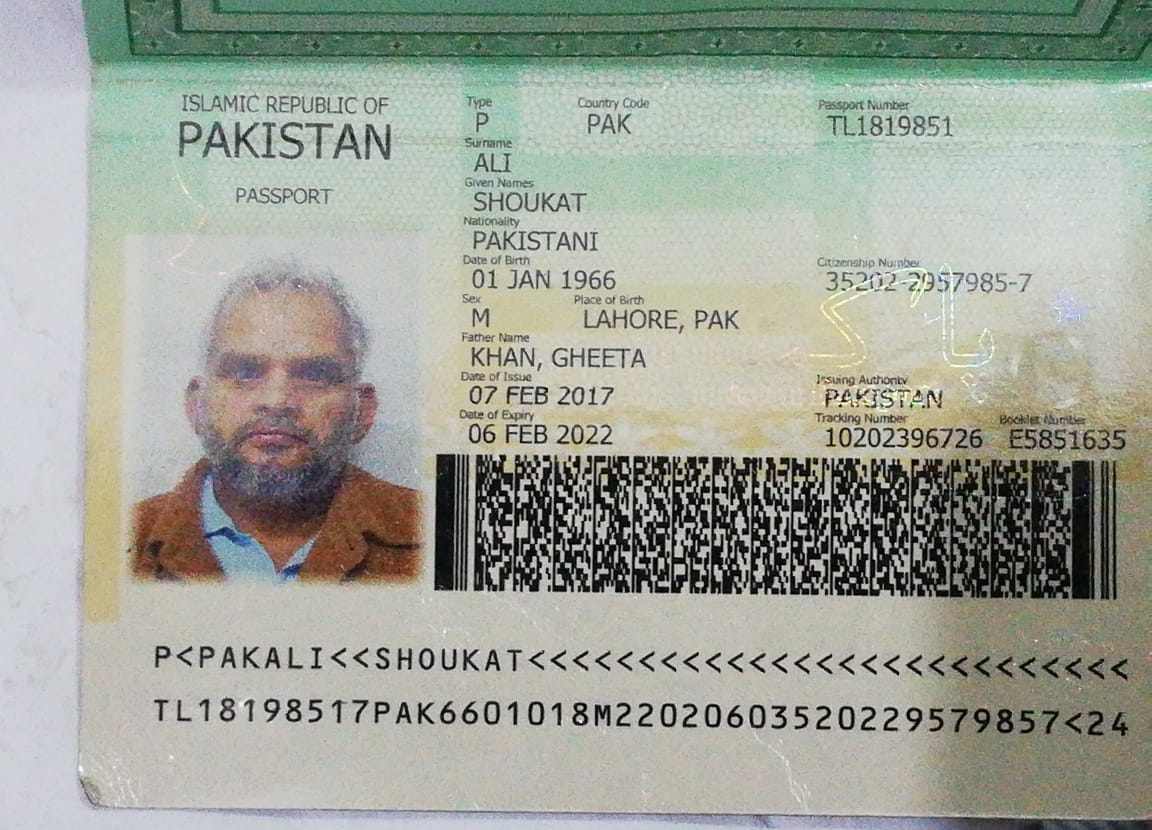 ISLAMIC REPUBLIC OF
PAKISTAN
PASSPORT
Type Country Code Passport Number
P PAK TL1819851
Surname
ALI
Given Names
SHOUKAT
Nationality
PAKISTANI
Date of Birth Citizenship Number
01 JAN 1966 35202-2957985-7
Sex Place of Birth
M LAHORE, PAK
Father Name
KHAN, GHEETA
Date of Issue Issuing Authority
07 FEB 2017 PAKISTAN
Date of Expiry Tracking Number Booklet Number
06 FEB 2022 10202396726 E5851635
P<PAKALI<<SHOUKAT<<<<<<<<<<<<<<<<<<<<<<<<<<<
TL18198517PAK6601018M22020603520229579857<24